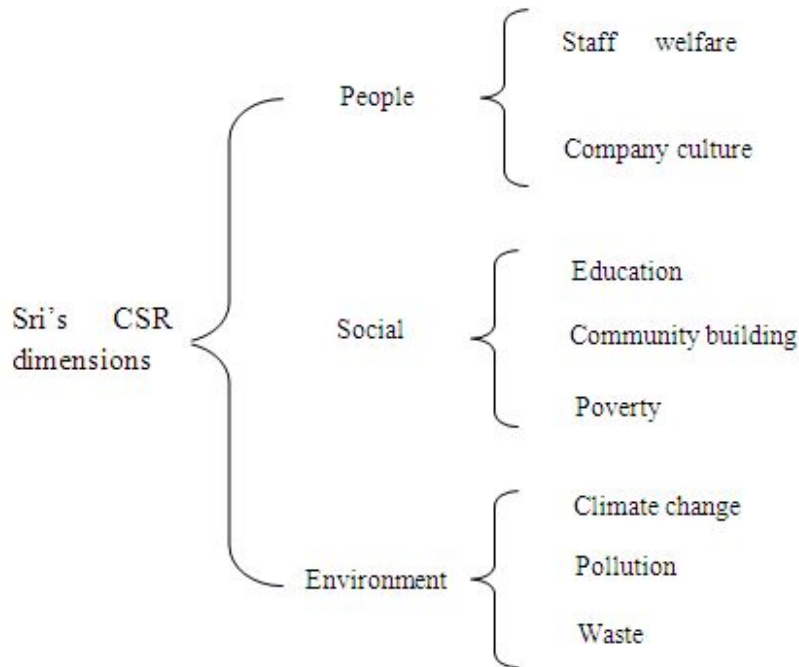 Sri's CSR
dimensions
People
Staff welfare
Company culture
Social
Education
Community building
Poverty
Environment
Climate change
Pollution
Waste